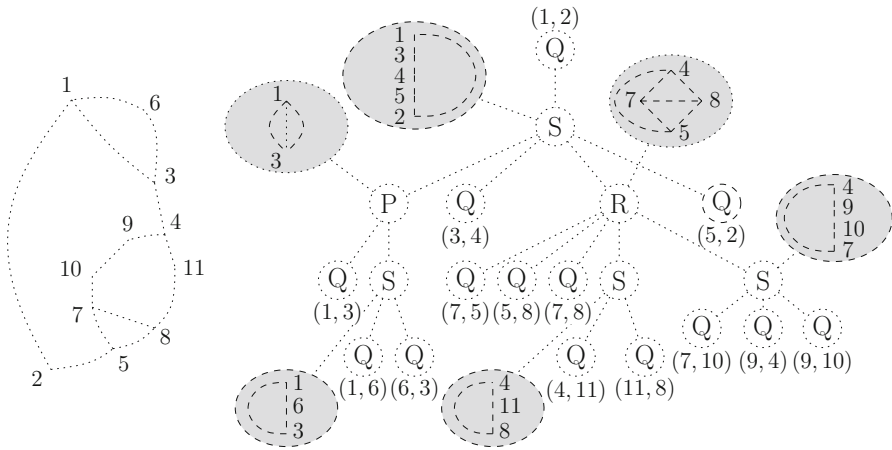 1
6
3
4
9
10
11
7
8
5
2
(1, 2)
Q
1
3
4
5
2
4
7 8
5
1
3
S
P
Q
(3, 4)
R
Q
(5, 2)
4
9
10
7
Q
(1, 3)
S
Q
(7, 5)
Q
(5, 8)
Q
(7, 8)
S
S
Q
(1, 6)
Q
(6, 3)
Q
(4, 11)
Q
(11, 8)
Q
(7, 10)
Q
(9, 4)
Q
(9, 10)
1
6
3
4
11
8